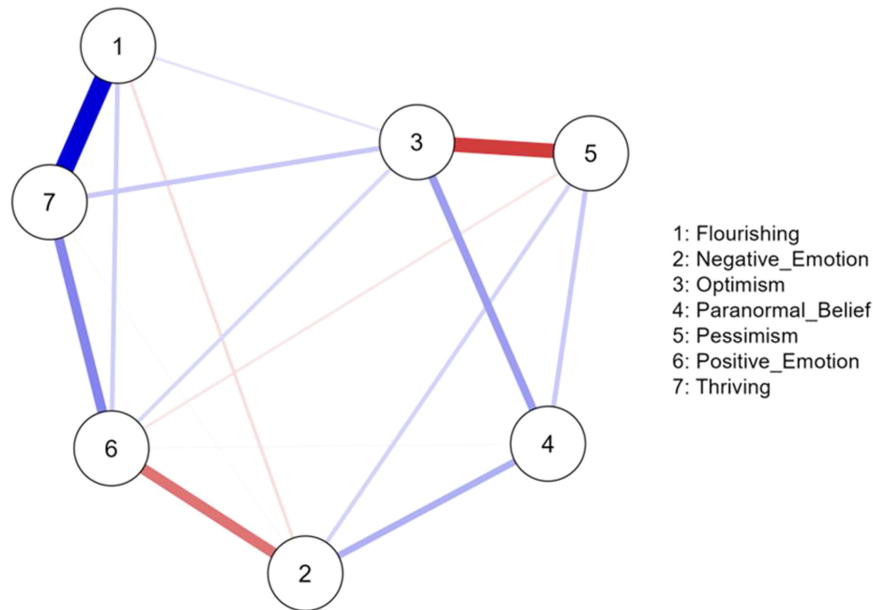 1
3
5
7
6
4
2
1: Flourishing
2: Negative_Emotion
3: Optimism
4: Paranormal_Belief
5: Pessimism
6: Positive_Emotion
7: Thriving